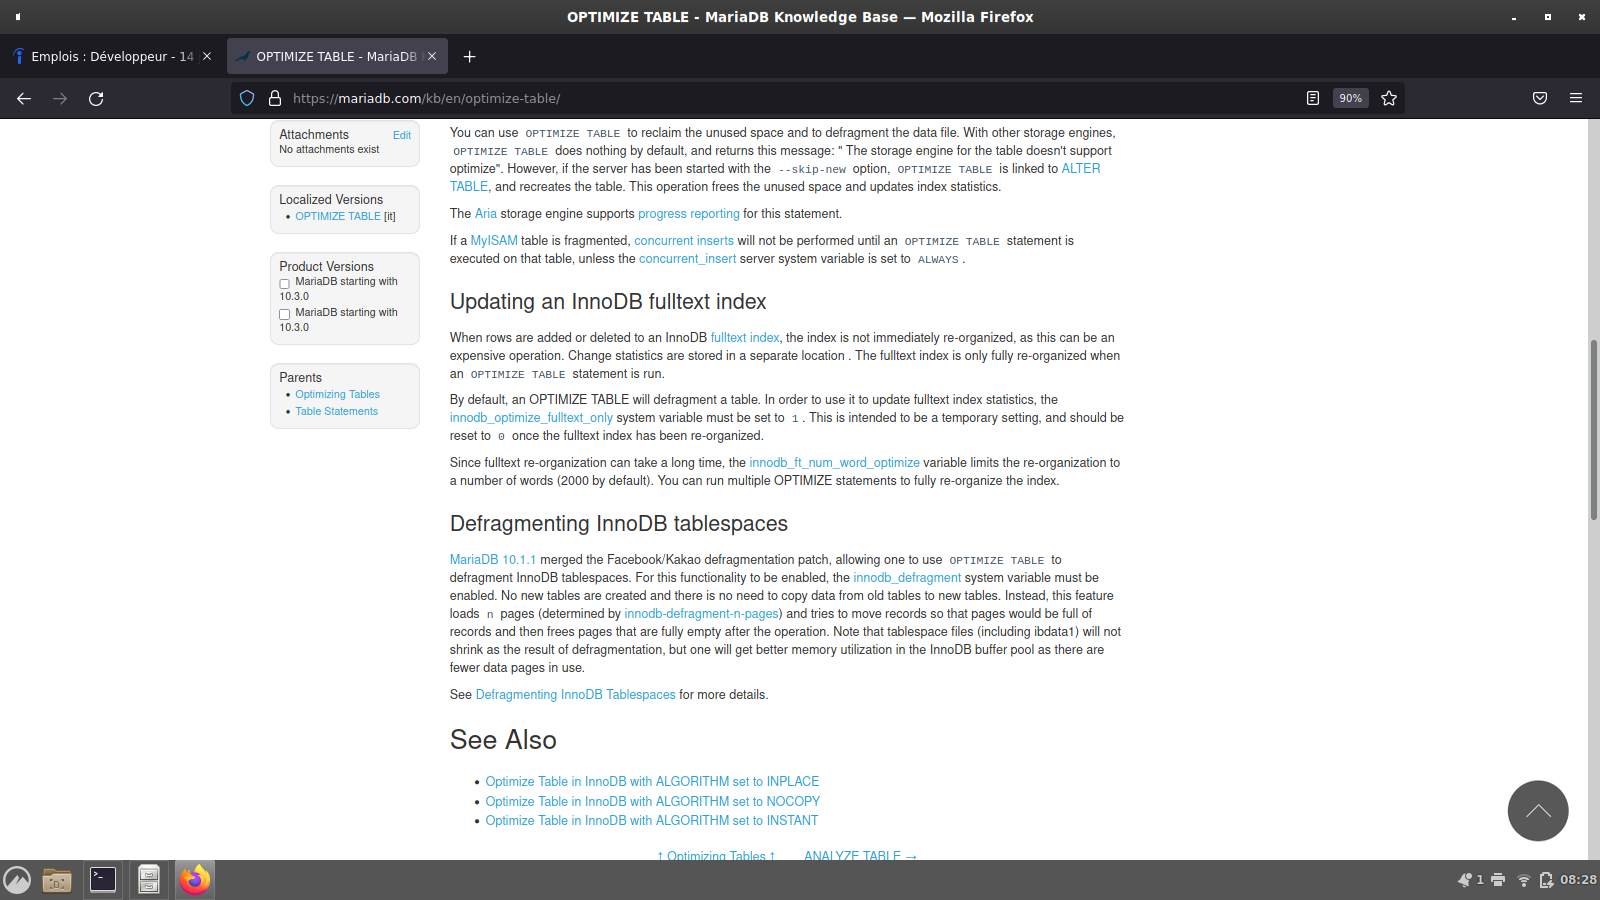 OPTIMIZE TABLE - MariaDB Knowledge Base — Mozilla Firefox
Emplois : Développeur - 14
OPTIMIZE TABLE - MariaDB
https://mariadb.com/kb/en/optimize-table/
90%
Attachments
Edit
No attachments exist
Localized Versions
OPTIMIZE TABLE [it]
Product Versions
MariaDB starting with
10.3.0
MariaDB starting with
10.3.0
Parents
Optimizing Tables
Table Statements
You can use OPTIMIZE TABLE to reclaim the unused space and to defragment the data file. With other storage engines,
OPTIMIZE TABLE does nothing by default, and returns this message: " The storage engine for the table doesn't support
optimize". However, if the server has been started with the --skip-new option, OPTIMIZE TABLE is linked to ALTER
TABLE, and recreates the table. This operation frees the unused space and updates index statistics.
The Aria storage engine supports progress reporting for this statement.
If a MyISAM table is fragmented, concurrent inserts will not be performed until an OPTIMIZE TABLE statement is
executed on that table, unless the concurrent_insert server system variable is set to ALWAYS .
Updating an InnoDB fulltext index
When rows are added or deleted to an InnoDB fulltext index, the index is not immediately re-organized, as this can be an
expensive operation. Change statistics are stored in a separate location . The fulltext index is only fully re-organized when
an OPTIMIZE TABLE statement is run.
By default, an OPTIMIZE TABLE will defragment a table. In order to use it to update fulltext index statistics, the
innodb_optimize_fulltext_only system variable must be set to 1 . This is intended to be a temporary setting, and should be
reset to 0 once the fulltext index has been re-organized.
Since fulltext re-organization can take a long time, the innodb_ft_num_word_optimize variable limits the re-organization to
a number of words (2000 by default). You can run multiple OPTIMIZE statements to fully re-organize the index.
Defragmenting InnoDB tablespaces
MariaDB 10.1.1 merged the Facebook/Kakao defragmentation patch, allowing one to use OPTIMIZE TABLE to
defragment InnoDB tablespaces. For this functionality to be enabled, the innodb_defragment system variable must be
enabled. No new tables are created and there is no need to copy data from old tables to new tables. Instead, this feature
loads n pages (determined by innodb-defragment-n-pages) and tries to move records so that pages would be full of
records and then frees pages that are fully empty after the operation. Note that tablespace files (including ibdata1) will not
shrink as the result of defragmentation, but one will get better memory utilization in the InnoDB buffer pool as there are
fewer data pages in use.
See Defragmenting InnoDB Tablespaces for more details.
See Also
Optimize Table in InnoDB with ALGORITHM set to INPLACE
Optimize Table in InnoDB with ALGORITHM set to NOCOPY
Optimize Table in InnoDB with ALGORITHM set to INSTANT
↑ Optimizing Tables ↑ ANALYZE TABLE →
1
08:28